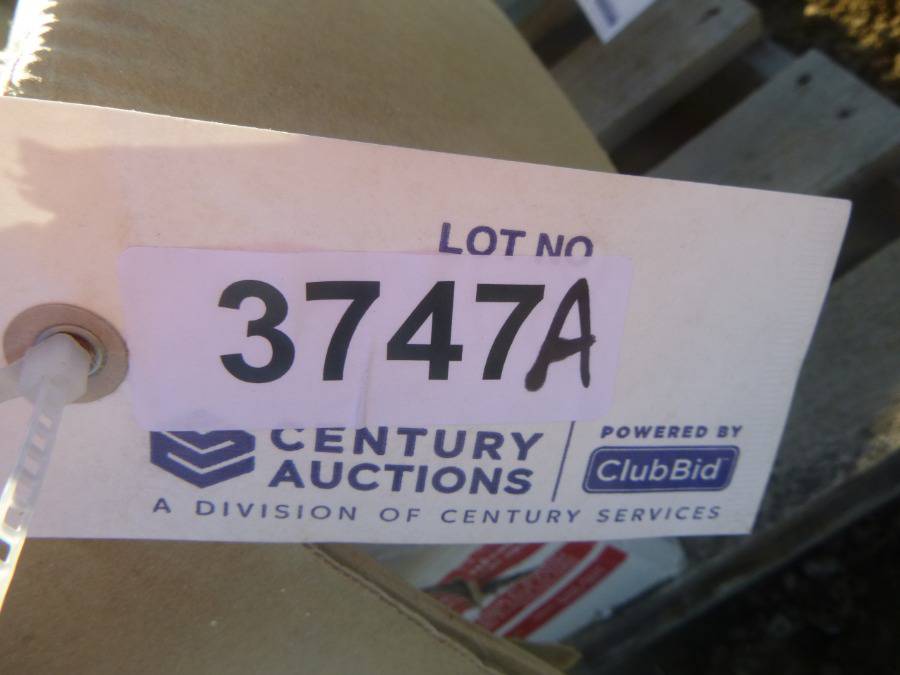 LOT NO
3747A
CENTURY
AUCTIONS
POWERED BY
ClubBid
A DIVISION OF CENTURY SERVICES